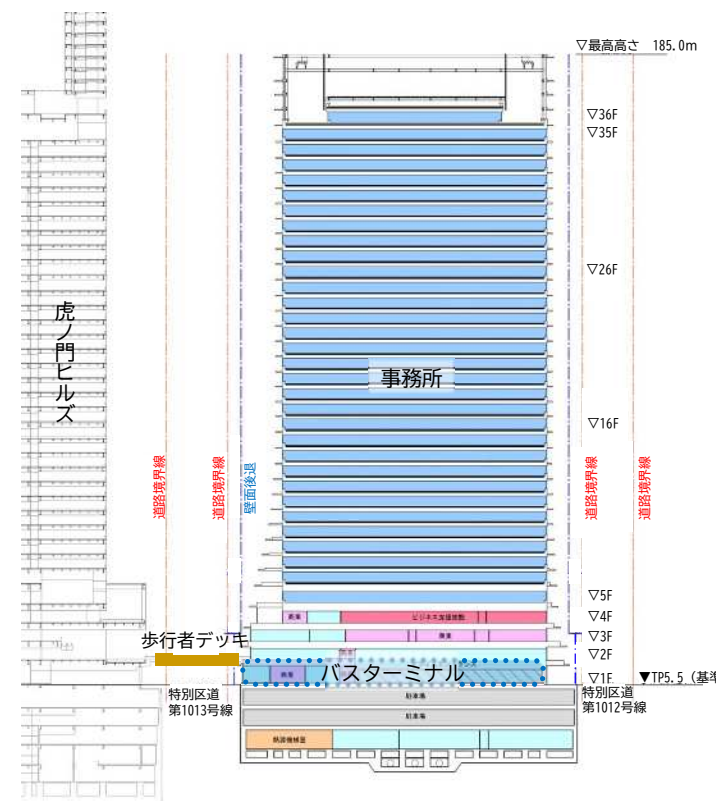 ▽最高高さ 185.0m
▽36F
▽35F
▽26F
虎ノ門ヒルズ
事務所
▽16F
道路境界線
道路境界線
壁面後退
道路境界線
道路境界線
▽5F
商業
ビジネス支援施設
▽4F
商業
▽3F
歩行者デッキ
▽2F
商業
バスターミナル
▽1F
▼TP5.5（基準
特別区道
第1013号線
特別区道
第1012号線
駐車場
駐車場